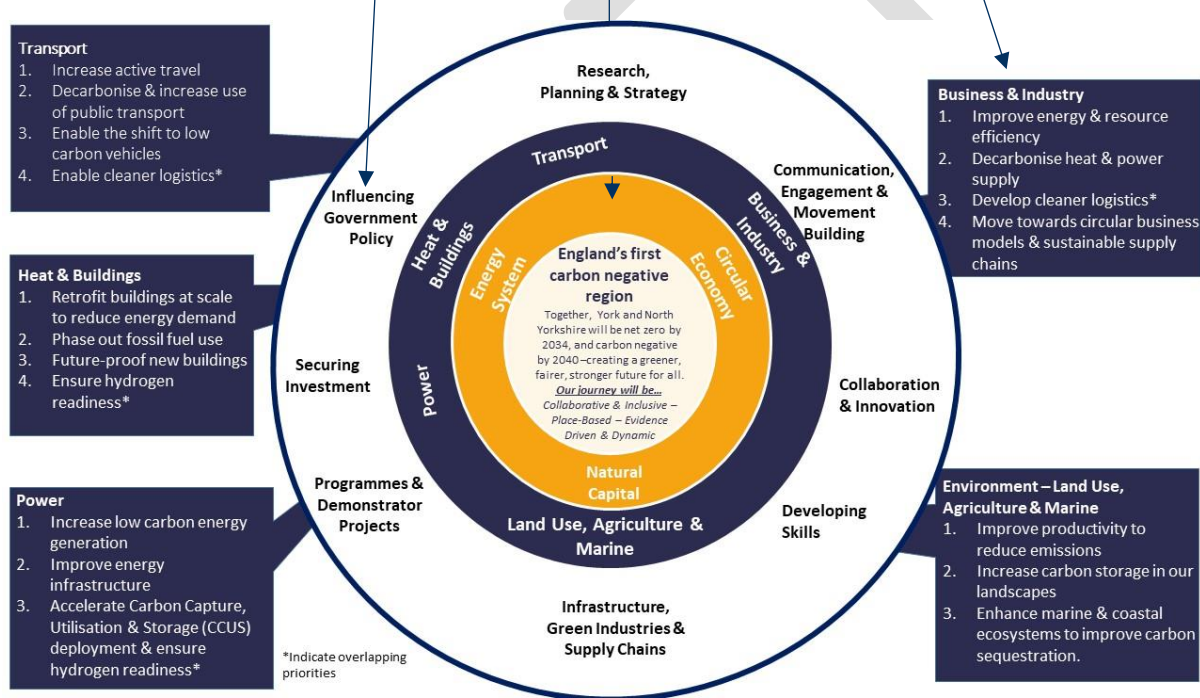 Transport
1. Increase active travel
2. Decarbonise & increase use
of public transport
3. Enable the shift to low
carbon vehicles
4. Enable cleaner logistics*
Heat & Buildings
1. Retrofit buildings at scale
to reduce energy demand
2. Phase out fossil fuel use
3. Future-proof new buildings
4. Ensure hydrogen
readiness*
Power
1. Increase low carbon energy
generation
2. Improve energy
infrastructure
3. Accelerate Carbon Capture,
Utilisation & Storage (CCUS)
deployment & ensure
hydrogen readiness*
*Indicate overlapping
priorities
Research,
Planning & Strategy
Influencing
Government
Policy
Communication,
Engagement &
Movement
Building
Securing
Investment
Collaboration
& Innovation
Programmes &
Demonstrator
Projects
Developing
Skills
Infrastructure,
Green Industries &
Supply Chains
Transport
Heat &
Buildings
Business &
Industry
Power
Land Use, Agriculture &
Marine
Energy
System
Circular
Economy
Natural
Capital
England's first
carbon negative
region
Together, York and North
Yorkshire will be net zero by
2034, and carbon negative
by 2040 –creating a greener,
fairer, stronger future for all.
Our journey will be...
Collaborative & Inclusive –
Place-Based – Evidence
Driven & Dynamic
Business & Industry
1. Improve energy & resource
efficiency
2. Decarbonise heat & power
supply
3. Develop cleaner logistics*
4. Move towards circular business
models & sustainable supply
chains
Environment – Land Use,
Agriculture & Marine
1. Improve productivity to
reduce emissions
2. Increase carbon storage in our
landscapes
3. Enhance marine & coastal
ecosystems to improve carbon
sequestration.